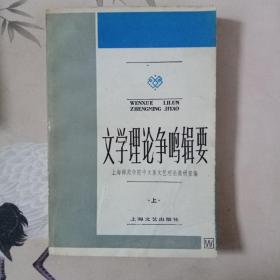 WENXUE LILUN
ZHENGMING JIYAO
文学理论争鸣辑要
上海师范学院中文系文艺理论教研室编
·上·
上海文艺出版社